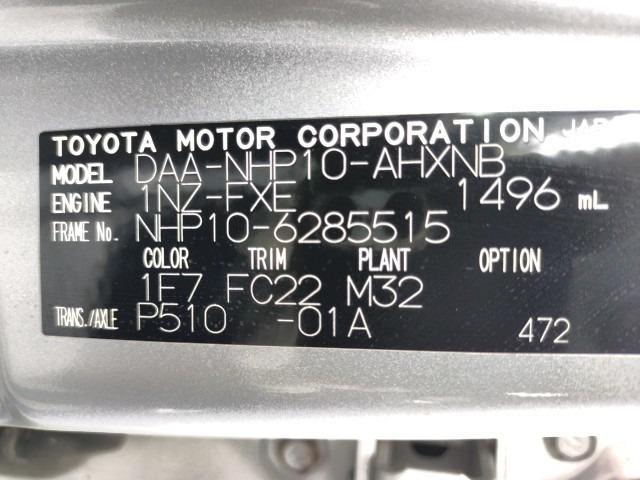 TOYOTA MOTOR CORPORATION JAPA
MODEL DAA-NHP10-AHXNB
ENGINE 1NZ-FXE 1496 mL
FRAME No. NHP10-6285515
COLOR TRIM PLANT OPTION
1F7 FC22 M32
TRANS./AXLE P510 -01A 472